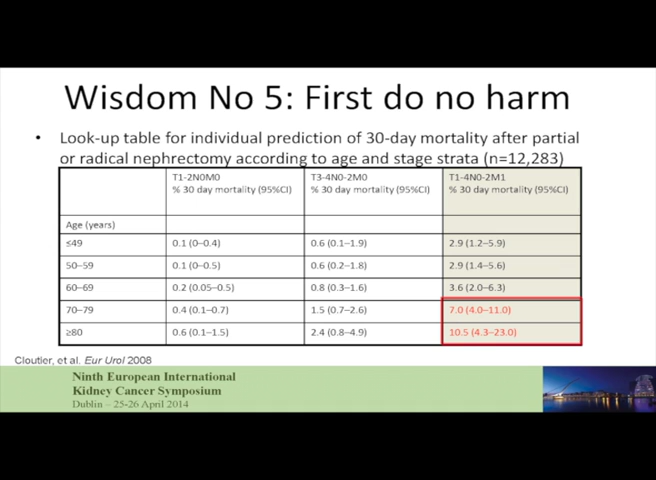 Wisdom No 5: First do no harm
• Look-up table for individual prediction of 30-day mortality after partial
or radical nephrectomy according to age and stage strata (n=12,283)
T1-2N0M0 T3-4N0-2M0 T1-4N0-2M1
% 30 day mortality (95%CI) % 30 day mortality (95%CI) % 30 day mortality (95%CI)
Age (years)
≤49 0.1 (0–0.4) 0.6 (0.1–1.9) 2.9 (1.2–5.9)
50–59 0.1 (0–0.5) 0.6 (0.2–1.8) 2.9 (1.4–5.6)
60–69 0.2 (0.05–0.5) 0.8 (0.3–1.6) 3.6 (2.0–6.3)
70–79 0.4 (0.1–0.7) 1.5 (0.7–2.6) 7.0 (4.0–11.0)
≥80 0.6 (0.1–1.5) 2.4 (0.8–4.9) 10.5 (4.3–23.0)
Cloutier, et al. Eur Urol 2008
Ninth European International
Kidney Cancer Symposium
Dublin – 25-26 April 2014